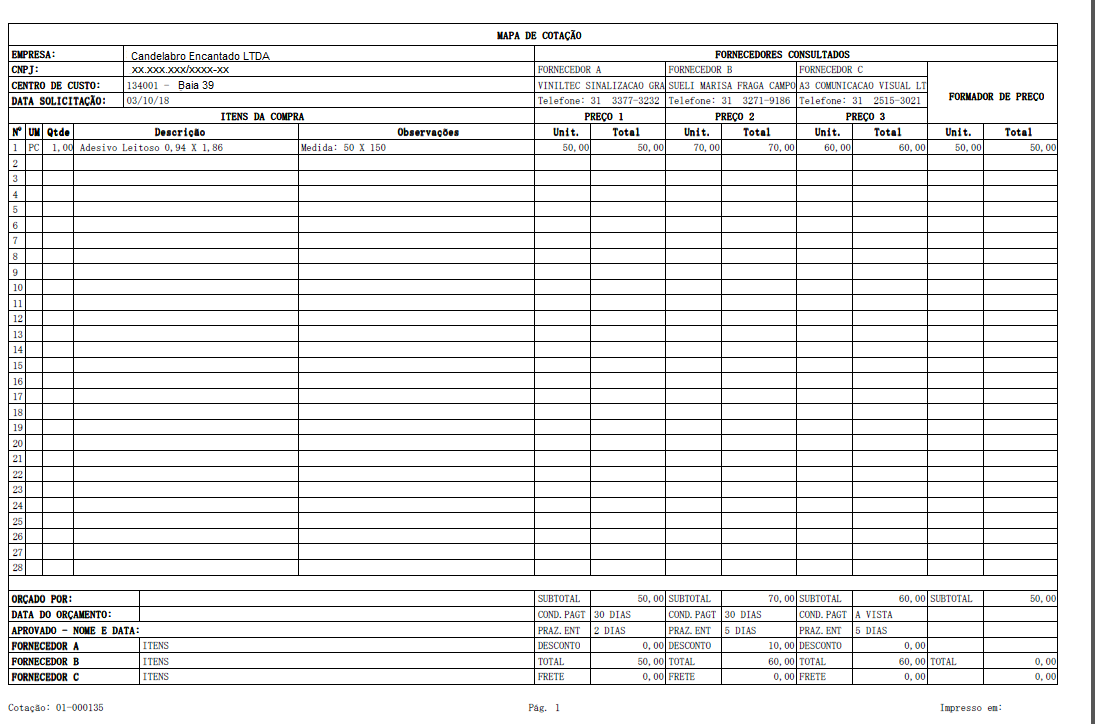 MAPA DE COTAÇÃO
EMPRESA: Candelabro Encantado LTDA FORNECEDORES CONSULTADOS
CNPJ: XX.XXX.XXX/XXXX-XX FORNECEDOR A FORNECEDOR B FORNECEDOR C
CENTRO DE CUSTO: 134001 - Baia 39 VINILTEC SINALIZACAO GRA SUELI MARISA FRAGA CAMPO A3 COMUNICACAO VISUAL LT FORMADOR DE PREÇO
DATA SOLICITAÇÃO: 03/10/18 Telefone: 31 3377-3232 Telefone: 31 3271-9186 Telefone: 31 2515-3021
ITENS DA COMPRA PREÇO 1 PREÇO 2 PREÇO 3
Nº UM Qtde Descrição Observações Unit. Total Unit. Total Unit. Total Unit. Total
1 PC 1,00 Adesivo Leitoso 0,94 X 1,86 Medida: 50 X 150 50,00 50,00 70,00 70,00 60,00 60,00 50,00 50,00
2
3
4
5
6
7
8
9
10
11
12
13
14
15
16
17
18
19
20
21
22
23
24
25
26
27
28
ORÇADO POR: SUBTOTAL 50,00 SUBTOTAL 70,00 SUBTOTAL 60,00 SUBTOTAL 50,00
DATA DO ORÇAMENTO: COND.PAGT 30 DIAS COND.PAGT 30 DIAS COND.PAGT A VISTA
APROVADO - NOME E DATA: PRAZ.ENT 2 DIAS PRAZ.ENT 5 DIAS PRAZ.ENT 5 DIAS
FORNECEDOR A ITENS DESCONTO 0,00 DESCONTO 10,00 DESCONTO 0,00
FORNECEDOR B ITENS TOTAL 50,00 TOTAL 60,00 TOTAL 60,00 TOTAL 0,00
FORNECEDOR C ITENS FRETE 0,00 FRETE 0,00 FRETE 0,00 0,00
Cotação: 01-000135 Pág. 1 Impresso em: